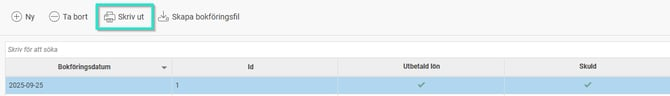 Ny Ta bort Skriv ut Skapa bokföringsfil
Skriv för att söka
Bokföringsdatum Id Utbetald lön Skuld
2025-09-25 1